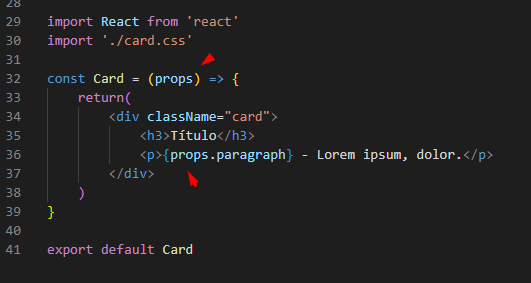 28
29 import React from 'react'
30 import './card.css'
31
32 const Card = (props) => {
33     return(
34         <div className="card">
35             <h3>Título</h3>
36             <p>{props.paragraph} - Lorem ipsum, dolor.</p>
37         </div>
38     )
39 }
40
41 export default Card